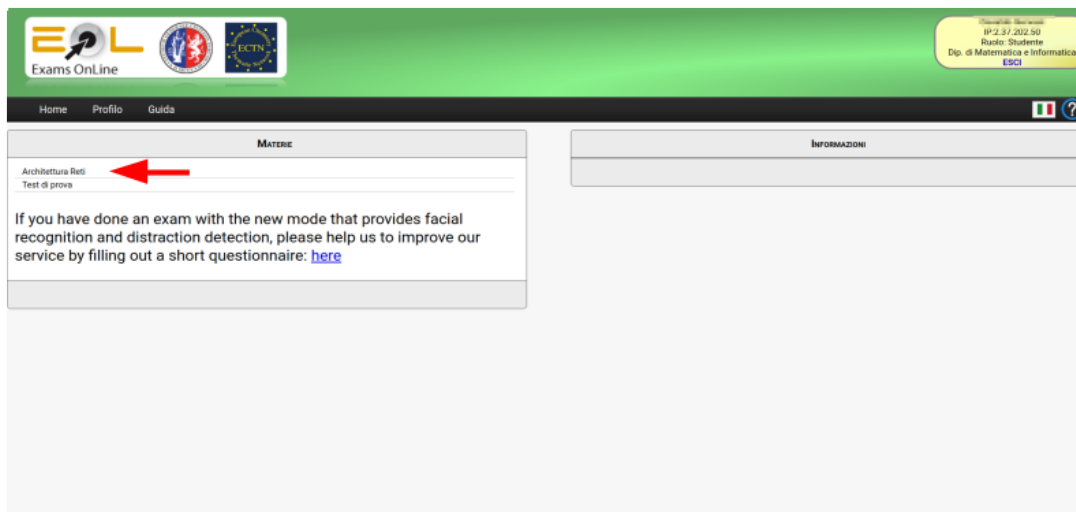 EOL
Exams OnLine
ECTN
IP:2.37.202.50
Ruolo: Studente
Dip. di Matematica e Informatica
ESCI
Home Profilo Guida
?
Materie
Architettura Reti
Test di prova
If you have done an exam with the new mode that provides facial
recognition and distraction detection, please help us to improve our
service by filling out a short questionnaire: here
Informazioni